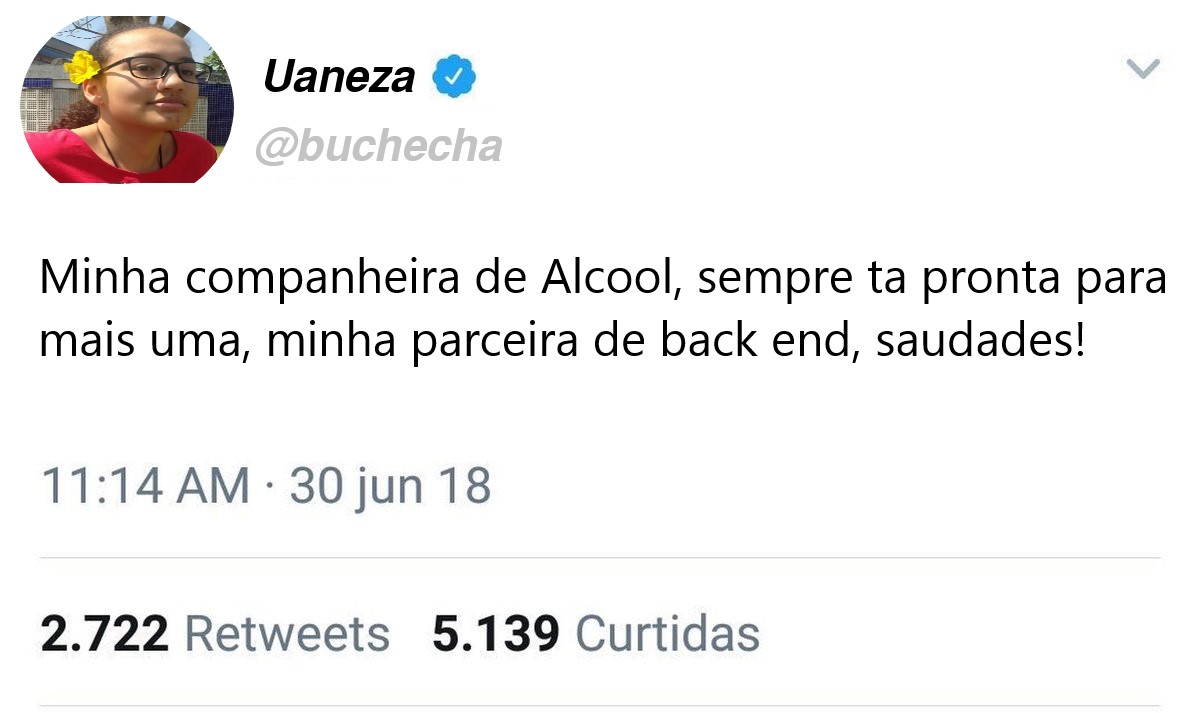 Uaneza
@buchecha
Minha companheira de Alcool, sempre ta pronta para
mais uma, minha parceira de back end, saudades!
11:14 AM · 30 jun 18
2.722 Retweets 5.139 Curtidas